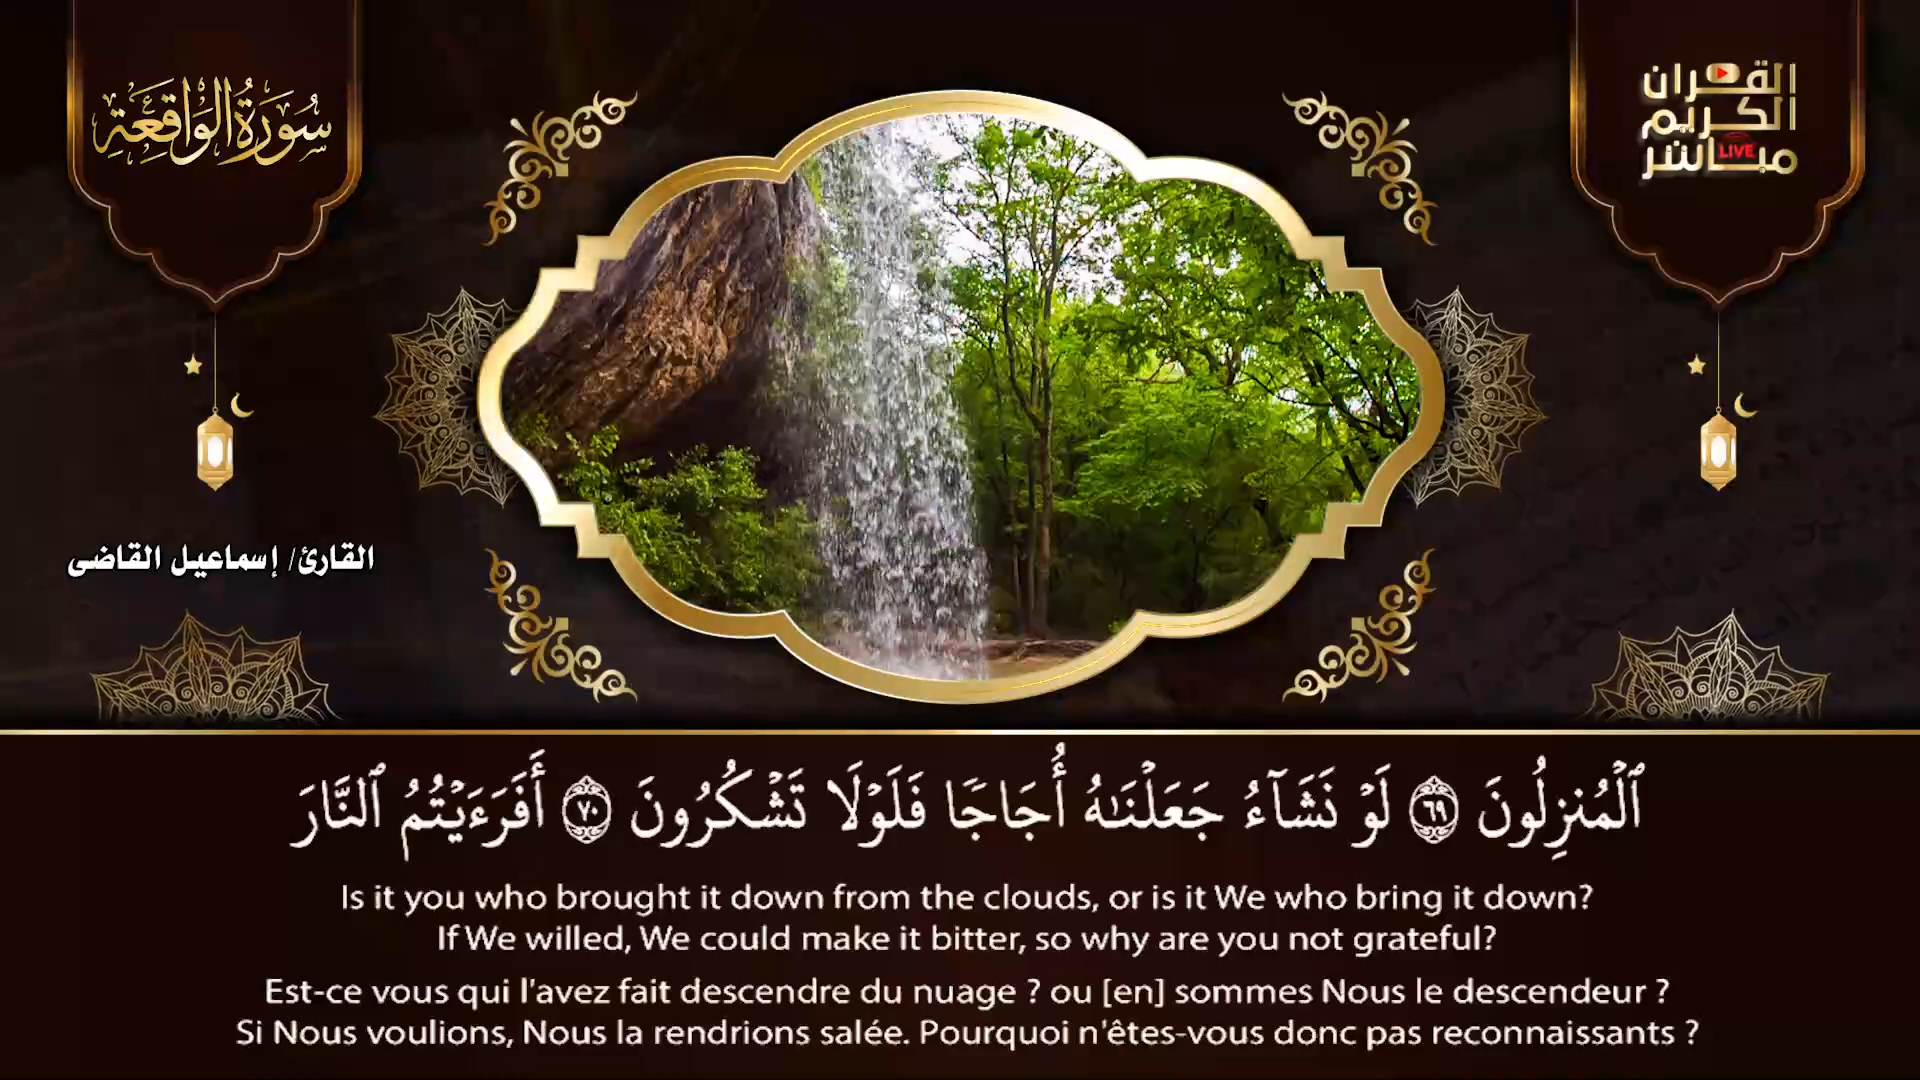 سُورَةُ الوَاقِعَةِ
القرآن
الكريم
مباشر
LIVE
القارئ/ إسماعيل القاضى
ٱلْمُنزِلُونَ ٦٩ لَوْ نَشَآءُ جَعَلْنَٰهُ أُجَاجًا فَلَوْلَا تَشْكُرُونَ ٧٠ أَفَرَءَيْتُمُ ٱلنَّارَ
Is it you who brought it down from the clouds, or is it We who bring it down?
If We willed, We could make it bitter, so why are you not grateful?
Est-ce vous qui l'avez fait descendre du nuage ? ou [en] sommes Nous le descendeur ?
Si Nous voulions, Nous la rendrions salée. Pourquoi n'êtes-vous donc pas reconnaissants ?